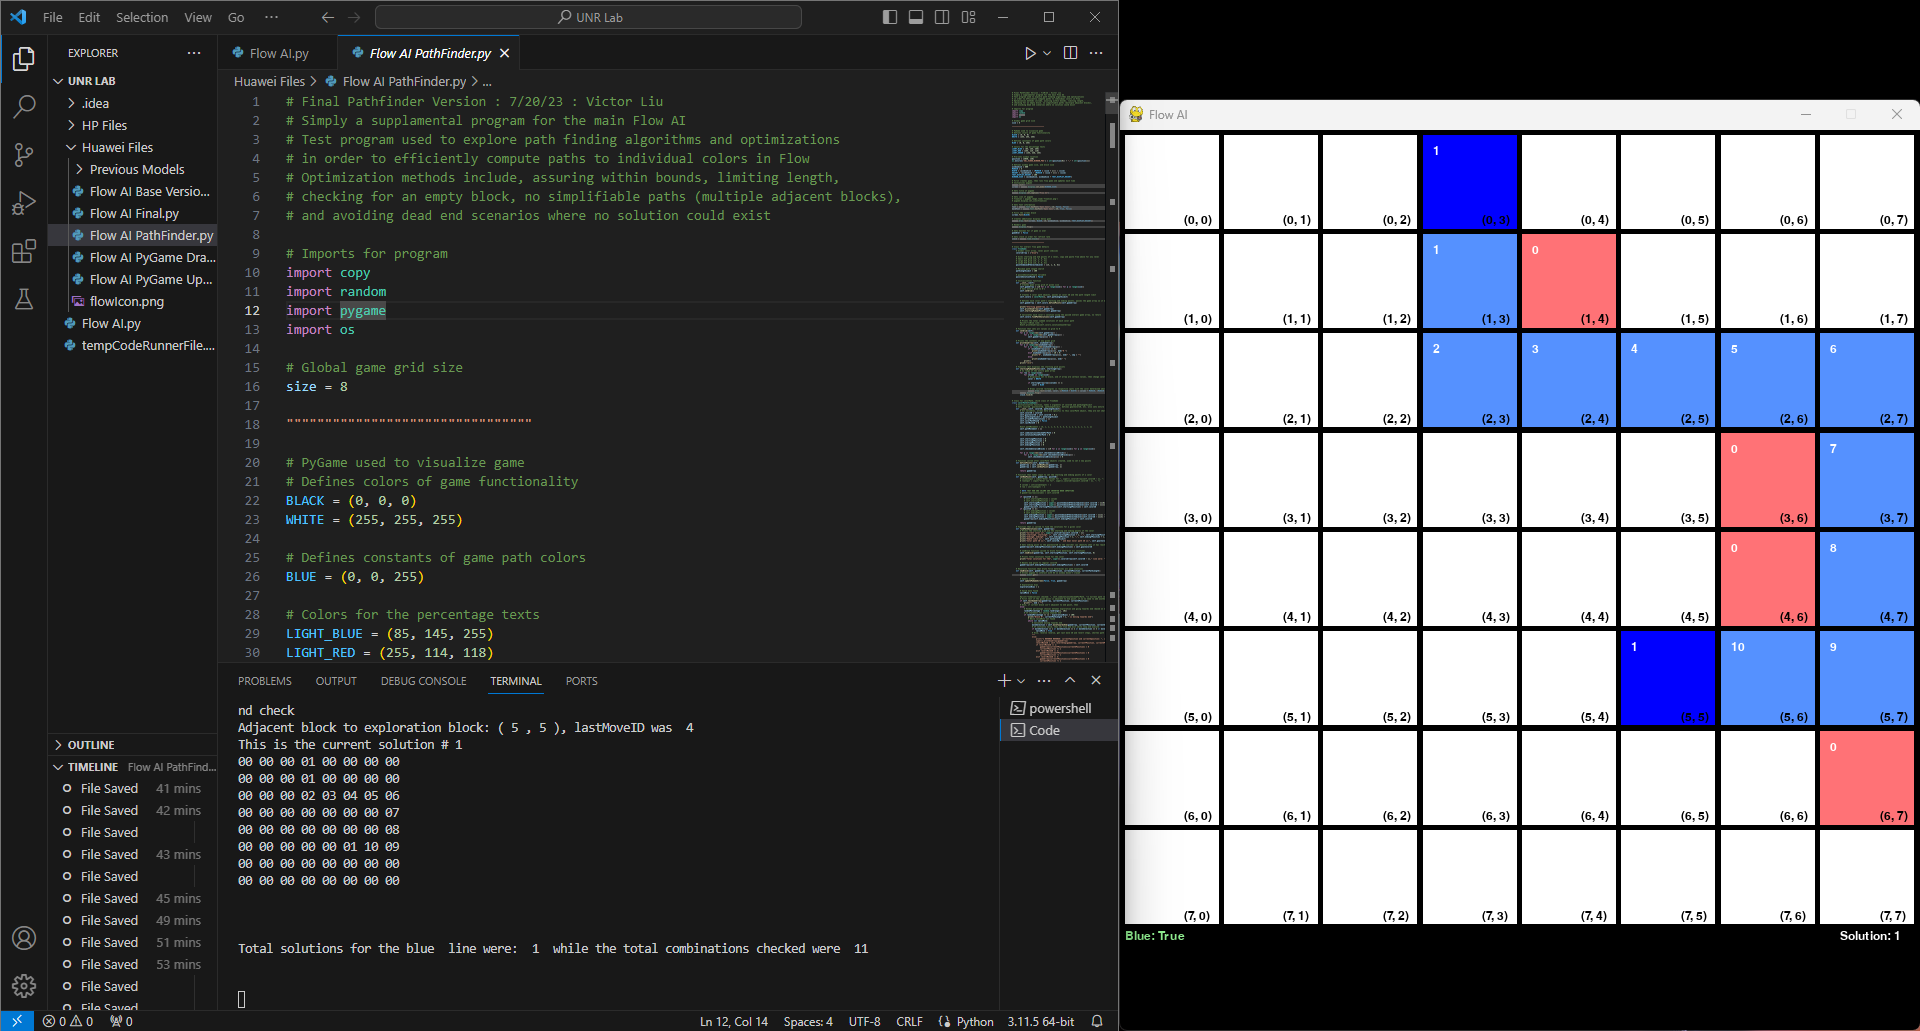 File Edit Selection View Go ··· UNR Lab
EXPLORER ···
UNR LAB
.idea
HP Files
Huawei Files
Previous Models
Flow AI Base Versio...
Flow AI Final.py
Flow AI PathFinder.py
Flow AI PyGame Dra...
Flow AI PyGame Up...
flowIcon.png
Flow AI.py
tempCodeRunnerFile....
OUTLINE
TIMELINE Flow AI PathFind...
File Saved 41 mins
File Saved 42 mins
File Saved
File Saved 43 mins
File Saved
File Saved 45 mins
File Saved 49 mins
File Saved 51 mins
File Saved 53 mins
File Saved
File Saved
Flow AI.py Flow AI PathFinder.py
Huawei Files > Flow AI PathFinder.py > ...
1 # Final Pathfinder Version : 7/20/23 : Victor Liu
2 # Simply a supplamental program for the main Flow AI
3 # Test program used to explore path finding algorithms and optimizations
4 # in order to efficiently compute paths to individual colors in Flow
5 # Optimization methods include, assuring within bounds, limiting length,
6 # checking for an empty block, no simplifiable paths (multiple adjacent blocks),
7 # and avoiding dead end scenarios where no solution could exist
8
9 # Imports for program
10 import copy
11 import random
12 import pygame
13 import os
14
15 # Global game grid size
16 size = 8
17
18 """"""""""""""""""""""""""""""""
19
20 # PyGame used to visualize game
21 # Defines colors of game functionality
22 BLACK = (0, 0, 0)
23 WHITE = (255, 255, 255)
24
25 # Defines constants of game path colors
26 BLUE = (0, 0, 255)
27
28 # Colors for the percentage texts
29 LIGHT_BLUE = (85, 145, 255)
30 LIGHT_RED = (255, 114, 118)
PROBLEMS OUTPUT DEBUG CONSOLE TERMINAL PORTS
powershell
Code
nd check
Adjacent block to exploration block: ( 5 , 5 ), lastMoveID was 4
This is the current solution # 1
00 00 00 01 00 00 00 00
00 00 00 01 00 00 00 00
00 00 00 02 03 04 05 06
00 00 00 00 00 00 00 07
00 00 00 00 00 00 00 08
00 00 00 00 00 01 10 09
00 00 00 00 00 00 00 00
00 00 00 00 00 00 00 00
Total solutions for the blue line were: 1 while the total combinations checked were 11
0 0 0 Ln 12, Col 14 Spaces: 4 UTF-8 CRLF Python 3.11.5 64-bit
Flow AI
1
(0, 0) (0, 1) (0, 2) (0, 3) (0, 4) (0, 5) (0, 6) (0, 7)
1 0
(1, 0) (1, 1) (1, 2) (1, 3) (1, 4) (1, 5) (1, 6) (1, 7)
2 3 4 5 6
(2, 0) (2, 1) (2, 2) (2, 3) (2, 4) (2, 5) (2, 6) (2, 7)
0 7
(3, 0) (3, 1) (3, 2) (3, 3) (3, 4) (3, 5) (3, 6) (3, 7)
0 8
(4, 0) (4, 1) (4, 2) (4, 3) (4, 4) (4, 5) (4, 6) (4, 7)
1 10 9
(5, 0) (5, 1) (5, 2) (5, 3) (5, 4) (5, 5) (5, 6) (5, 7)
0
(6, 0) (6, 1) (6, 2) (6, 3) (6, 4) (6, 5) (6, 6) (6, 7)
(7, 0) (7, 1) (7, 2) (7, 3) (7, 4) (7, 5) (7, 6) (7, 7)
Blue: True Solution: 1